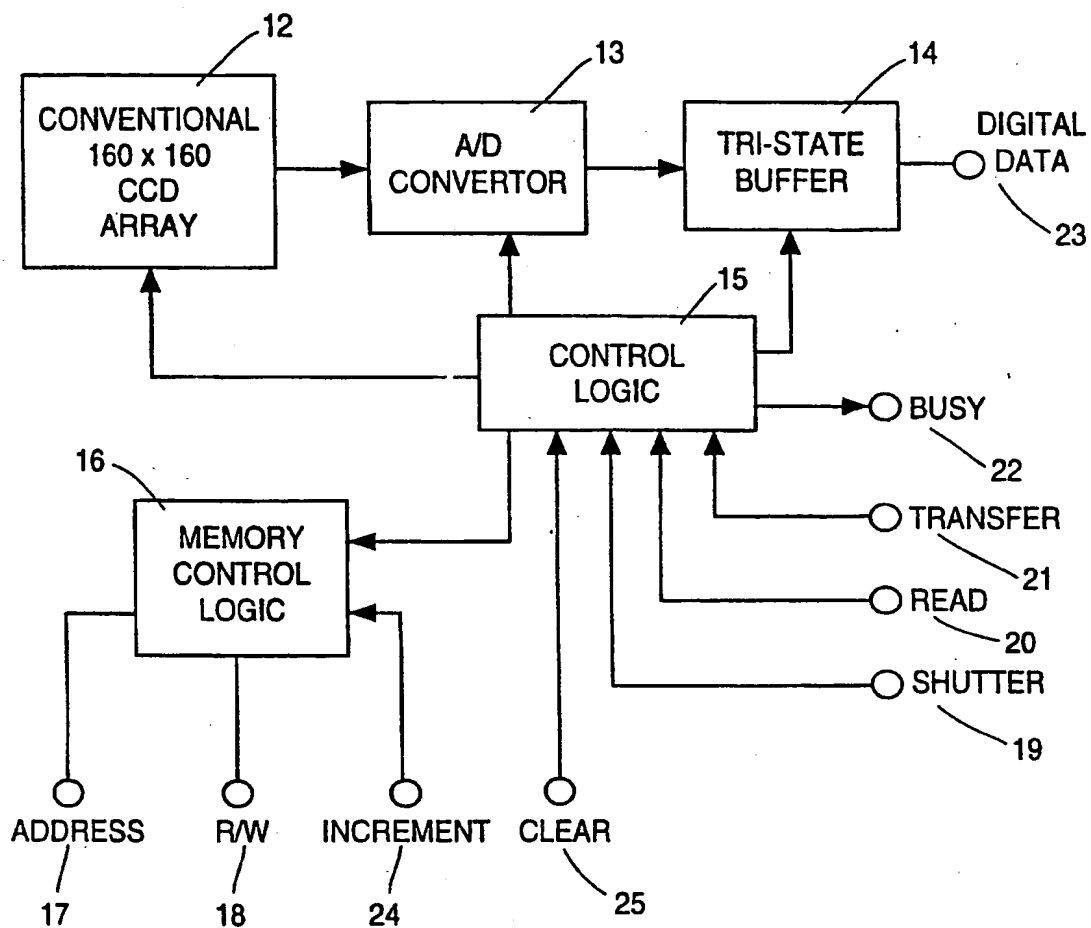 12
13
14
CONVENTIONAL
160 x 160
CCD
ARRAY
A/D
CONVERTOR
TRI-STATE
BUFFER
DIGITAL
DATA
23
15
CONTROL
LOGIC
BUSY
22
16
MEMORY
CONTROL
LOGIC
TRANSFER
21
READ
20
SHUTTER
19
ADDRESS
R/W
INCREMENT
CLEAR
17
18
24
25